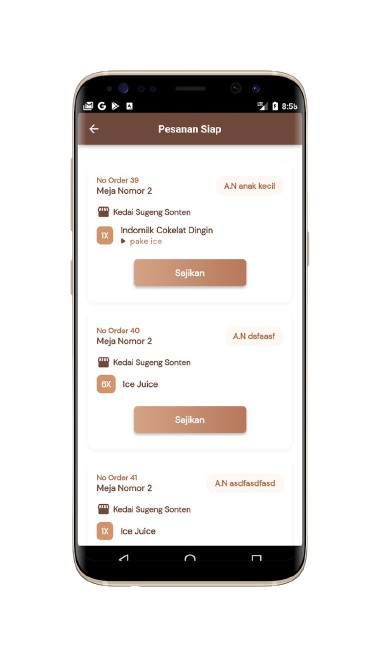 8:58
Pesanan Siap
No Order 39
Meja Nomor 2
A.N anak kecil
Kedai Sugeng Sonten
1X
Indomilk Cokelat Dingin
pake ice
Sajikan
No Order 40
Meja Nomor 2
A.N dsfaasf
Kedai Sugeng Sonten
6X
Ice Juice
Sajikan
No Order 41
Meja Nomor 2
A.N asdfasdfasd
Kedai Sugeng Sonten
1X
Ice Juice